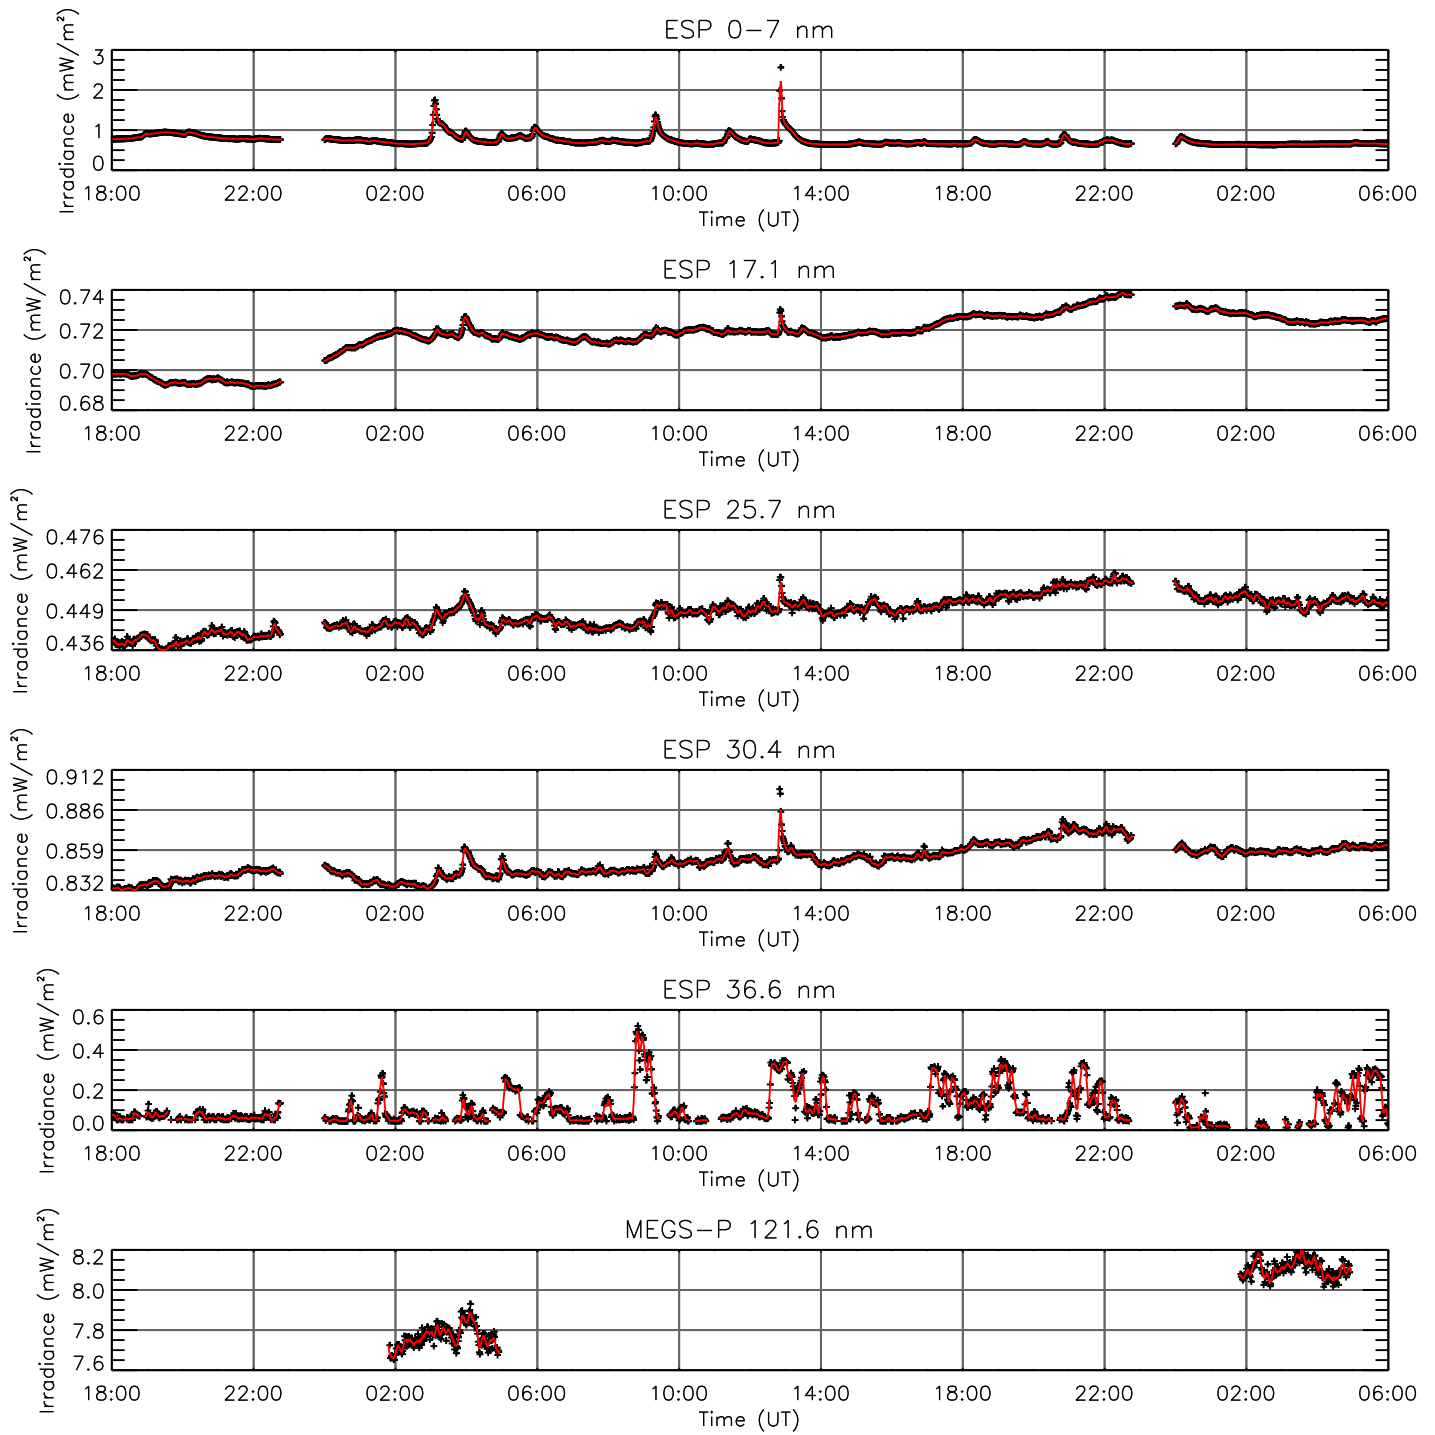 ESP 0-7 nm
Irradiance (mW/m²)
3
2
1
0
18:00 22:00 02:00 06:00 10:00 14:00 18:00 22:00 02:00 06:00
Time (UT)
ESP 17.1 nm
Irradiance (mW/m²)
0.74
0.72
0.70
0.68
18:00 22:00 02:00 06:00 10:00 14:00 18:00 22:00 02:00 06:00
Time (UT)
ESP 25.7 nm
Irradiance (mW/m²)
0.476
0.462
0.449
0.436
18:00 22:00 02:00 06:00 10:00 14:00 18:00 22:00 02:00 06:00
Time (UT)
ESP 30.4 nm
Irradiance (mW/m²)
0.912
0.886
0.859
0.832
18:00 22:00 02:00 06:00 10:00 14:00 18:00 22:00 02:00 06:00
Time (UT)
ESP 36.6 nm
Irradiance (mW/m²)
0.6
0.4
0.2
0.0
18:00 22:00 02:00 06:00 10:00 14:00 18:00 22:00 02:00 06:00
Time (UT)
MEGS-P 121.6 nm
Irradiance (mW/m²)
8.2
8.0
7.8
7.6
18:00 22:00 02:00 06:00 10:00 14:00 18:00 22:00 02:00 06:00
Time (UT)